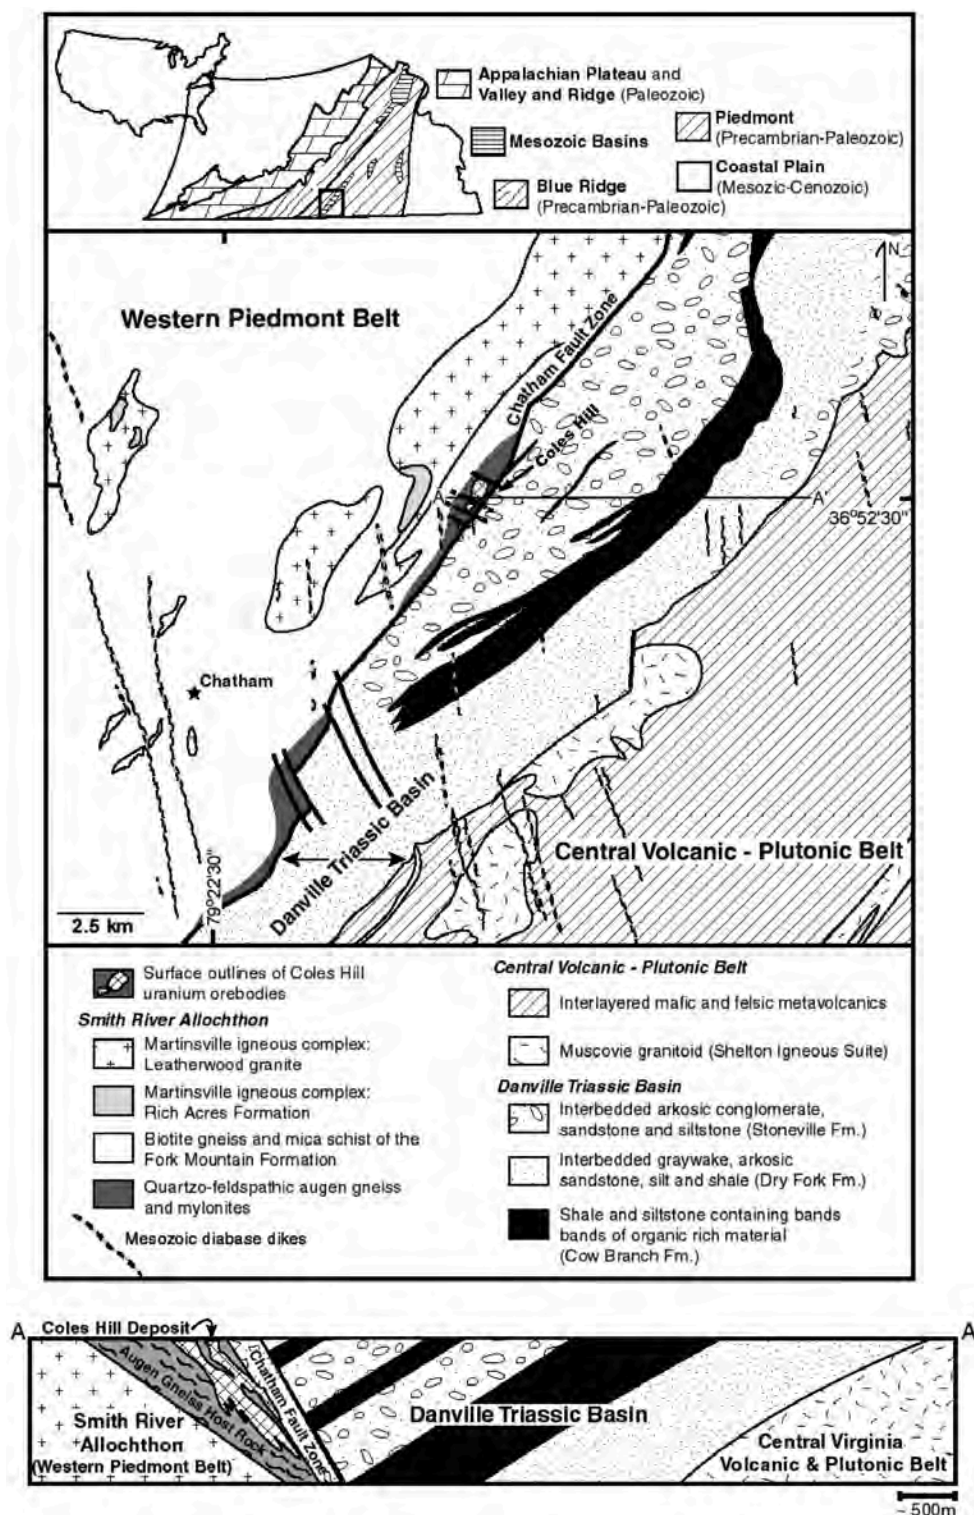 Appalachian Plateau and
Valley and Ridge (Paleozoic)
Mesozoic Basins
Piedmont
(Precambrian-Paleozoic)
Blue Ridge
(Precambrian-Paleozoic)
Coastal Plain
(Mesozic-Cenozoic)
N
Western Piedmont Belt
Chatham Fault Zone
Coles Hill
A
A'
36°52'30"
Chatham
Danville Triassic Basin
Central Volcanic - Plutonic Belt
79°22'30"
2.5 km
Surface outlines of Coles Hill
uranium orebodies
Smith River Allochthon
Martinsville igneous complex:
Leatherwood granite
Martinsville igneous complex:
Rich Acres Formation
Biotite gneiss and mica schist of the
Fork Mountain Formation
Quartzo-feldspathic augen gneiss
and mylonites
Mesozoic diabase dikes
Central Volcanic - Plutonic Belt
Interlayered mafic and felsic metavolcanics
Muscovie granitoid (Shelton Igneous Suite)
Danville Triassic Basin
Interbedded arkosic conglomerate,
sandstone and siltstone (Stoneville Fm.)
Interbedded graywake, arkosic
sandstone, silt and shale (Dry Fork Fm.)
Shale and siltstone containing bands
bands of organic rich material
(Cow Branch Fm.)
A
Coles Hill Deposit
A'
Augen Gneiss Host Rock
Chatham Fault Zone
Smith River
Allochthon
(Western Piedmont Belt)
Danville Triassic Basin
Central Virginia
Volcanic & Plutonic Belt
~ 500m